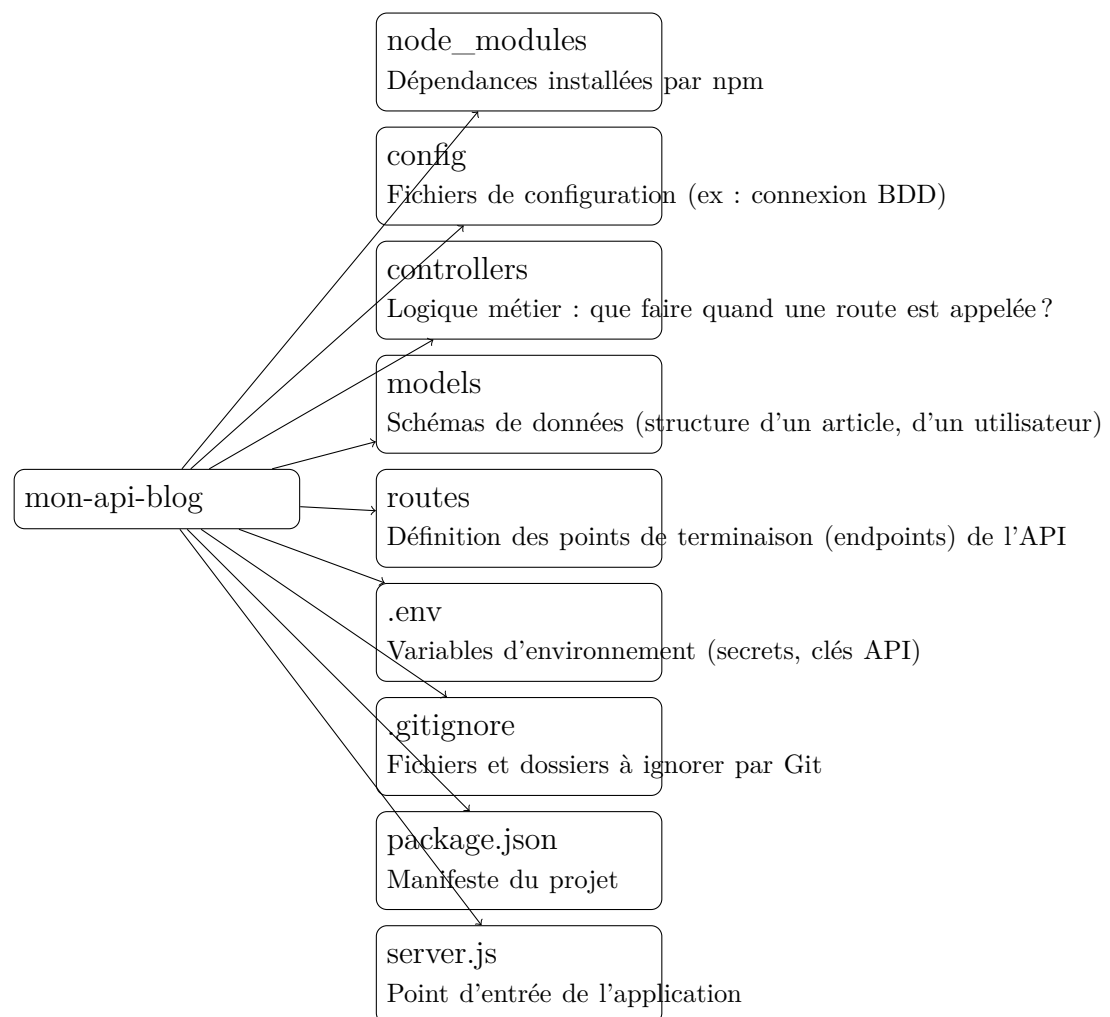 node_modules
Dépendances installées par npm
config
Fichiers de configuration (ex : connexion BDD)
controllers
Logique métier : que faire quand une route est appelée ?
models
Schémas de données (structure d'un article, d'un utilisateur)
mon-api-blog
routes
Définition des points de terminaison (endpoints) de l'API
.env
Variables d'environnement (secrets, clés API)
.gitignore
Fichiers et dossiers à ignorer par Git
package.json
Manifeste du projet
server.js
Point d'entrée de l'application